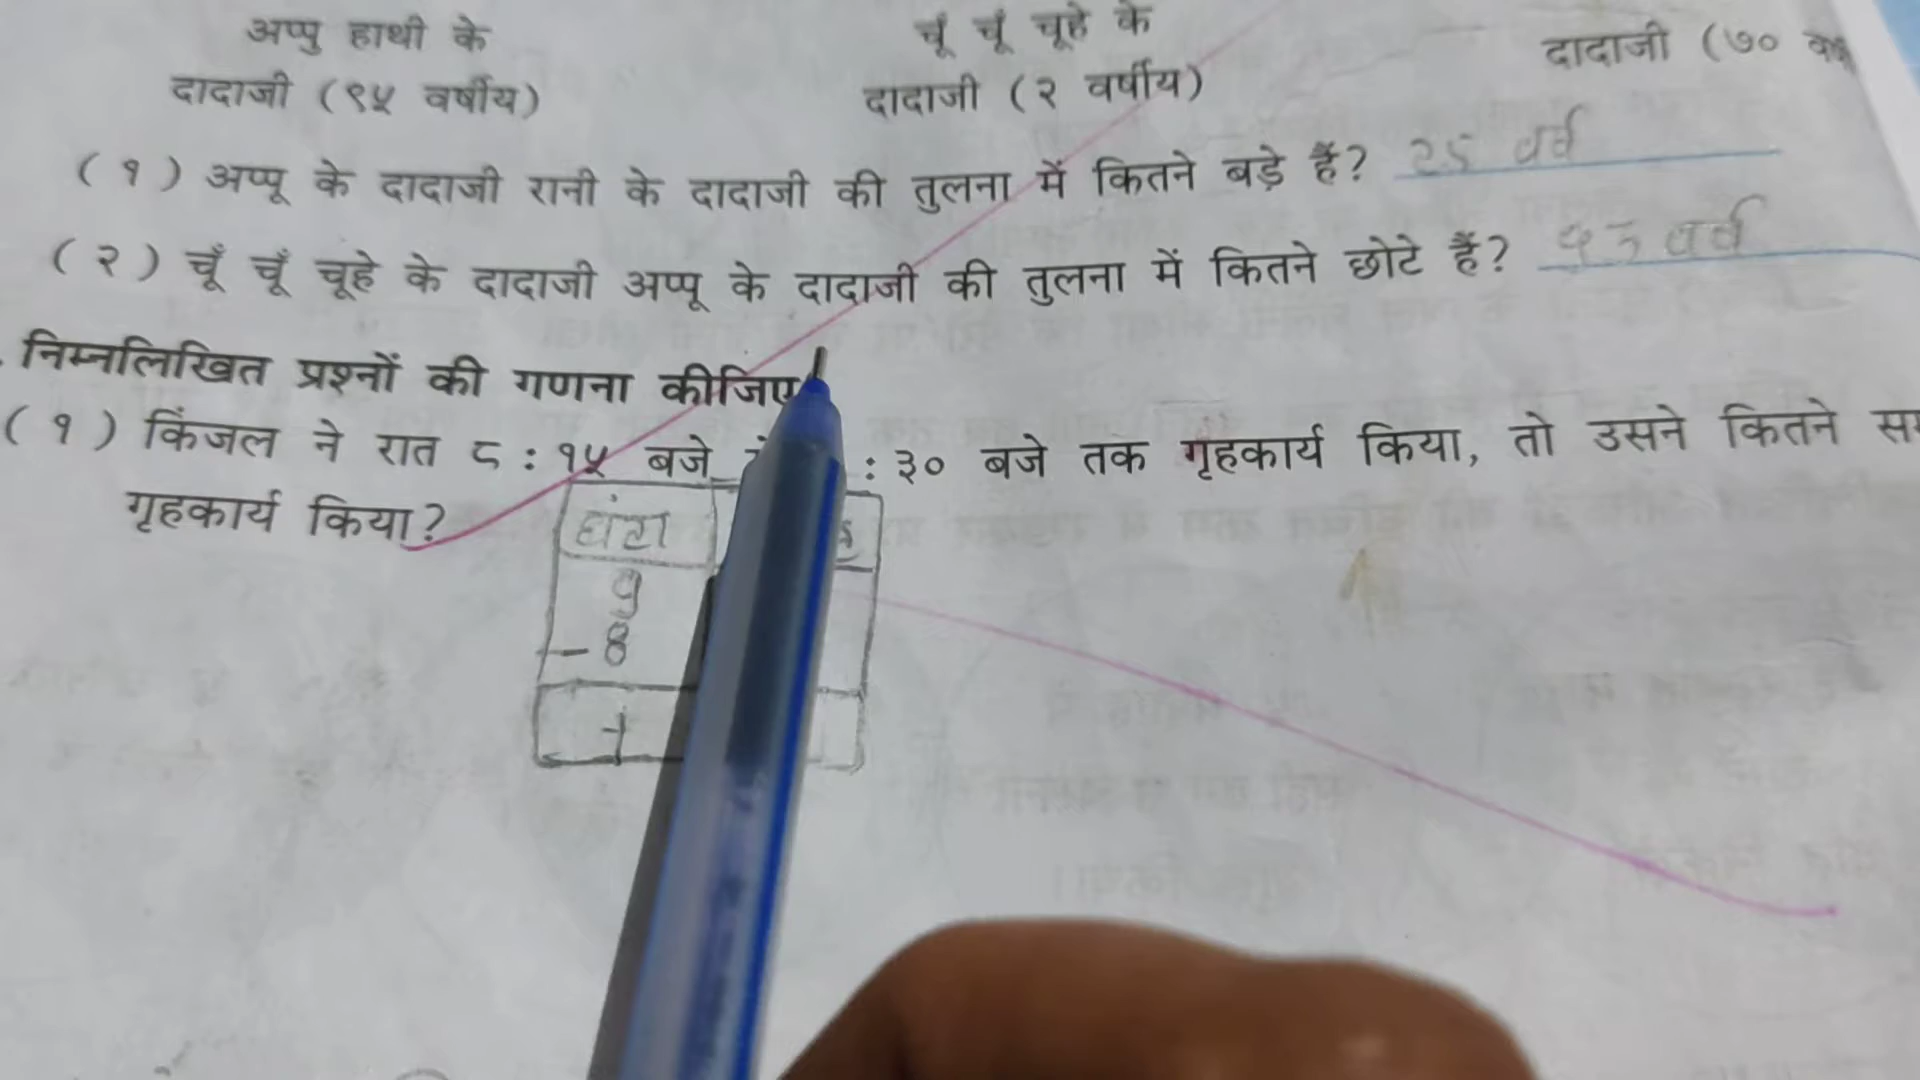 अप्पु हाथी के चूँ चूँ चूहे के
दादाजी (९५ वर्षीय) दादाजी (२ वर्षीय) दादाजी (७०
(१) अप्पू के दादाजी रानी के दादाजी की तुलना में कितने बड़े हैं? २५ वर्ष
(२) चूँ चूँ चूहे के दादाजी अप्पू के दादाजी की तुलना में कितने छोटे हैं? ९३ वर्ष
निम्नलिखित प्रश्नों की गणना कीजिए
(१) किंजल ने रात ८ : १५ बजे : ३० बजे तक गृहकार्य किया, तो उसने कितने
गृहकार्य किया?
घंटा
9
- 8
1